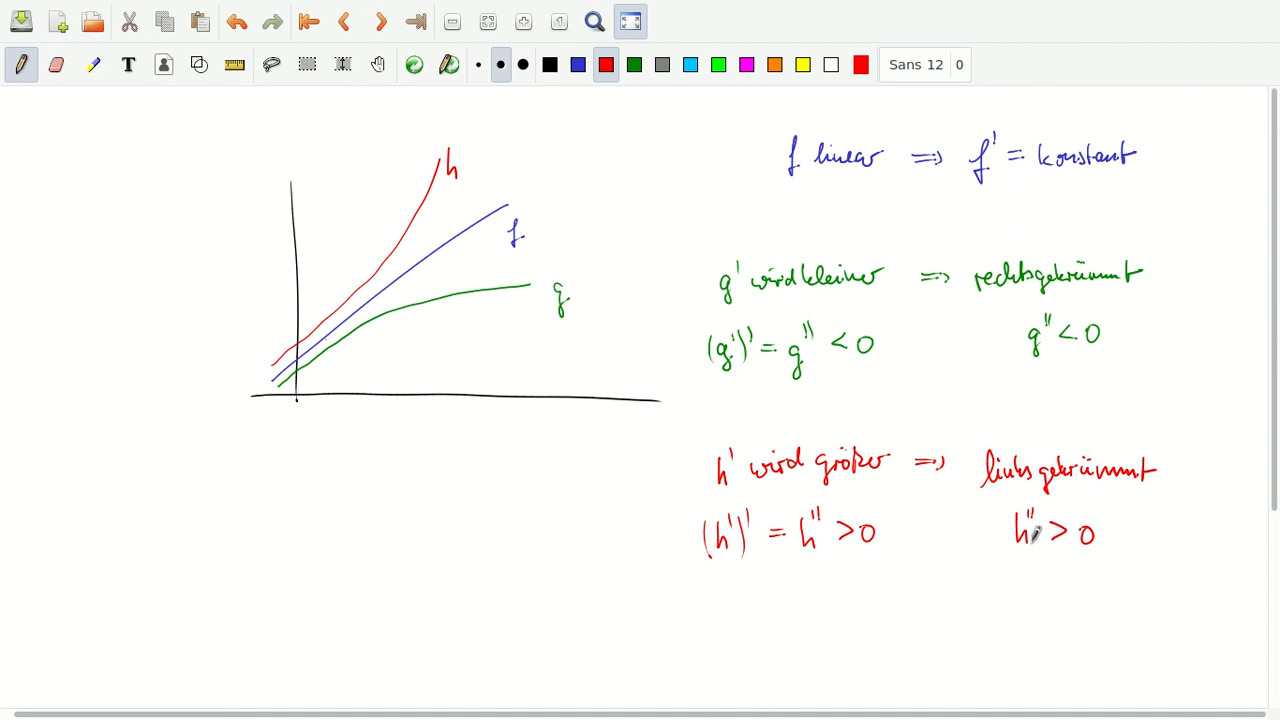 Sans 12 0
h
f
g
f linear => f' = konstant
g' wird kleiner => rechtsgekrümmt
(g')' = g'' < 0 g'' < 0
h' wird größer => linksgekrümmt
(h')' = h'' > 0 h'' > 0